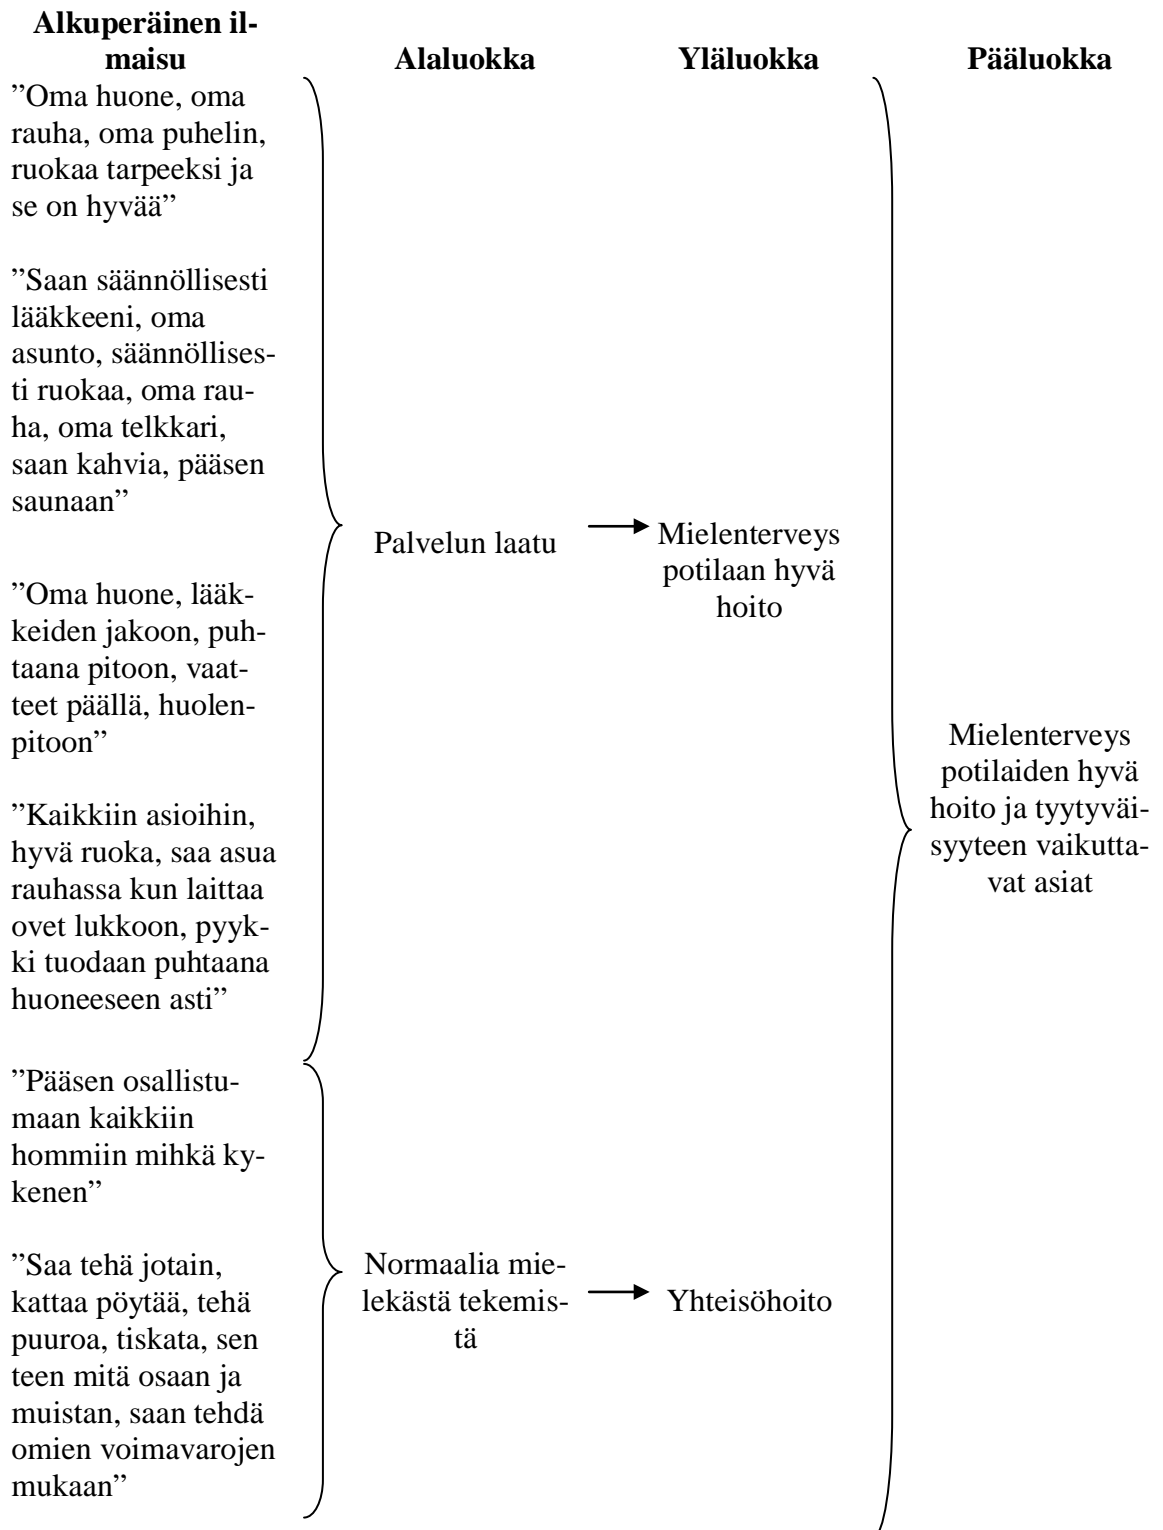 Alkuperäinen il-
maisu
Alaluokka
Yläluokka
Pääluokka
”Oma huone, oma
rauha, oma puhelin,
ruokaa tarpeeksi ja
se on hyvää”
”Saan säännöllisesti
lääkkeeni, oma
asunto, säännöllises-
ti ruokaa, oma rau-
ha, oma telkkari,
saan kahvia, pääsen
saunaan”
”Oma huone, lääk-
keiden jakoon, puh-
taana pitoon, vaat-
teet päällä, huolen-
pitoon”
”Kaikkiin asioihin,
hyvä ruoka, saa asua
rauhassa kun laittaa
ovet lukkoon, pyyk-
ki tuodaan puhtaana
huoneeseen asti”
Palvelun laatu
Mielenterveys
potilaan hyvä
hoito
”Pääsen osallistu-
maan kaikkiin
hommiin mihkä ky-
kenen”
”Saa tehä jotain,
kattaa pöytää, tehä
puuroa, tiskata, sen
teen mitä osaan ja
muistan, saan tehdä
omien voimavarojen
mukaan”
Normaalia mie-
lekästä tekemis-
tä
Yhteisöhoito
Mielenterveys
potilaiden hyvä
hoito ja tyytyväi-
syyteen vaikutta-
vat asiat